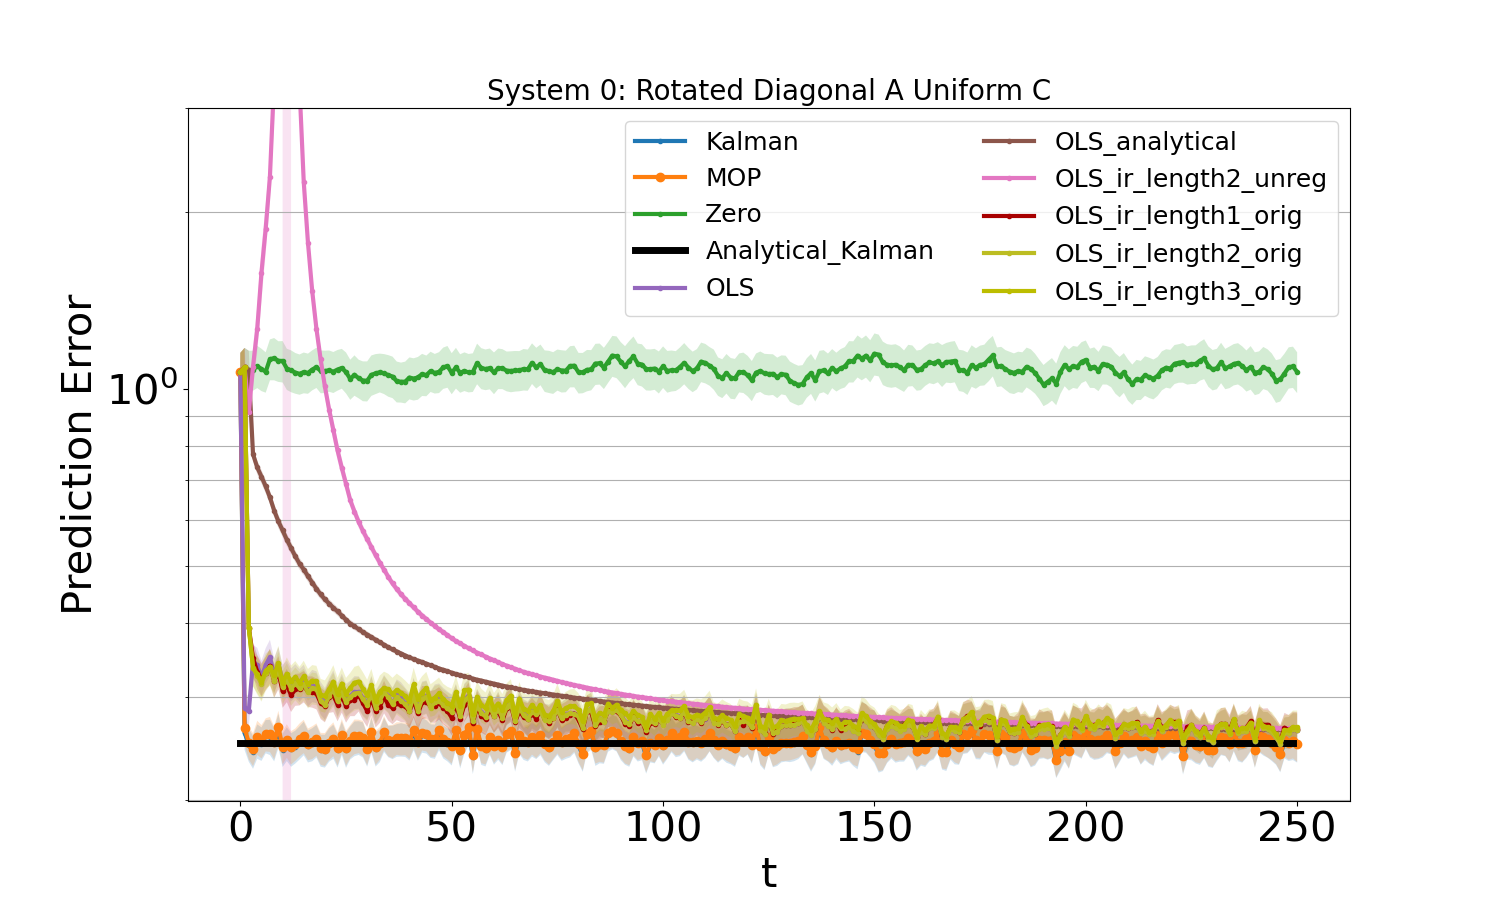 System 0: Rotated Diagonal A Uniform C
Kalman
MOP
Zero
Analytical_Kalman
OLS
OLS_analytical
OLS_ir_length2_unreg
OLS_ir_length1_orig
OLS_ir_length2_orig
OLS_ir_length3_orig
Prediction Error
10⁰
0 50 100 150 200 250
t